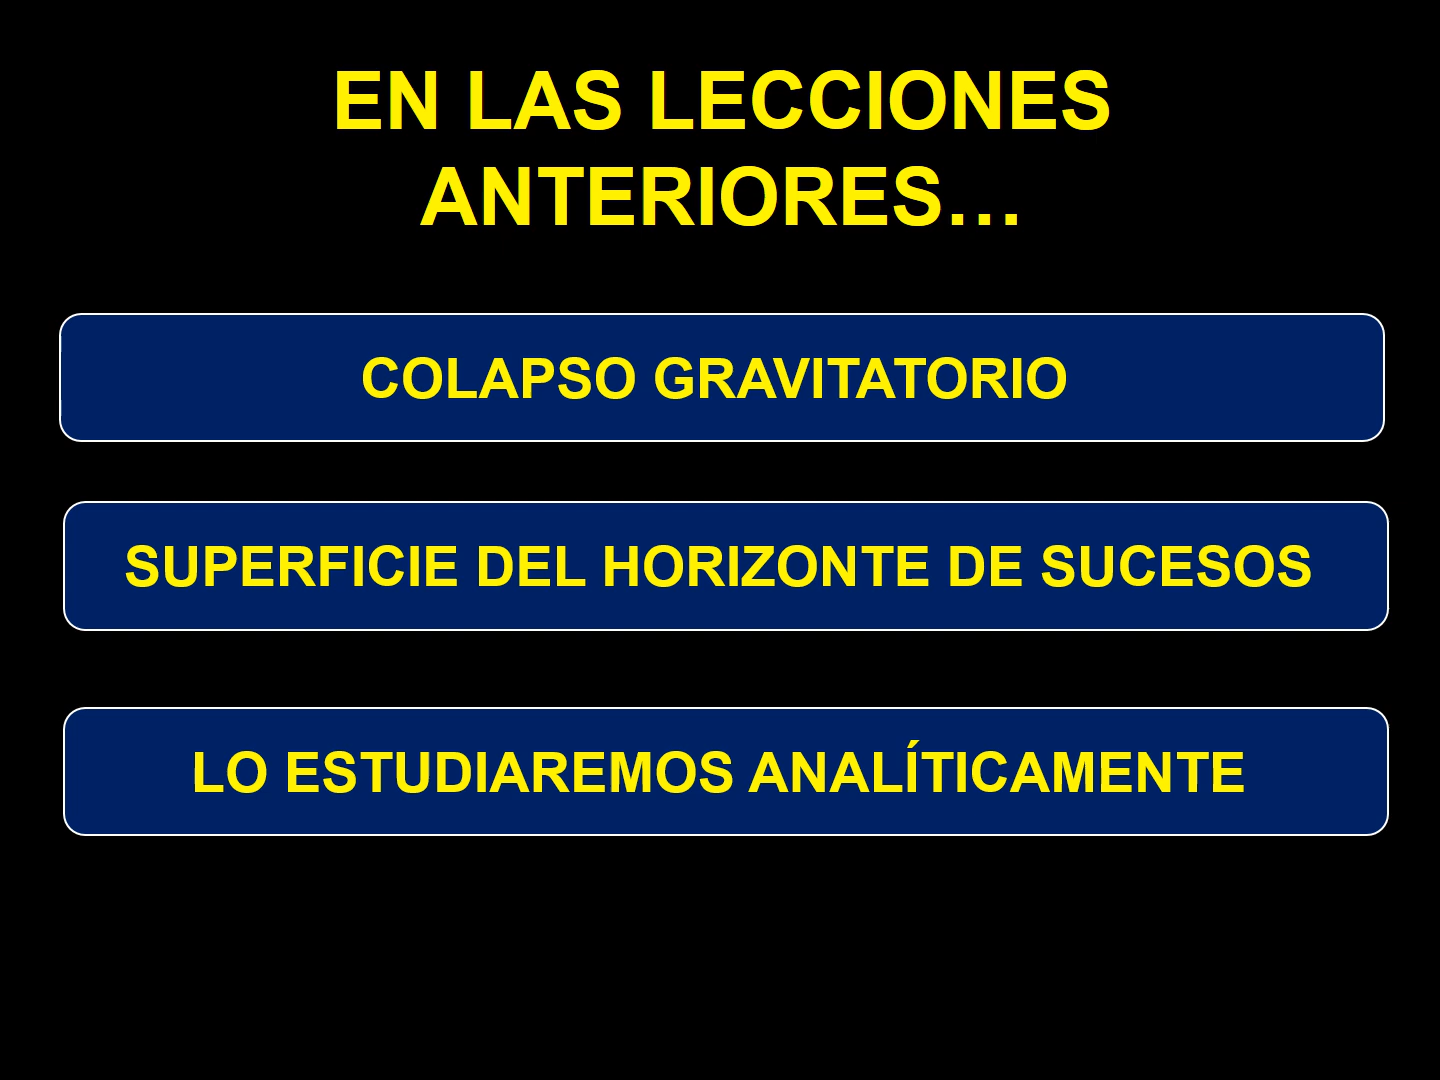 EN LAS LECCIONES
ANTERIORES…
COLAPSO GRAVITATORIO
SUPERFICIE DEL HORIZONTE DE SUCESOS
LO ESTUDIAREMOS ANALÍTICAMENTE